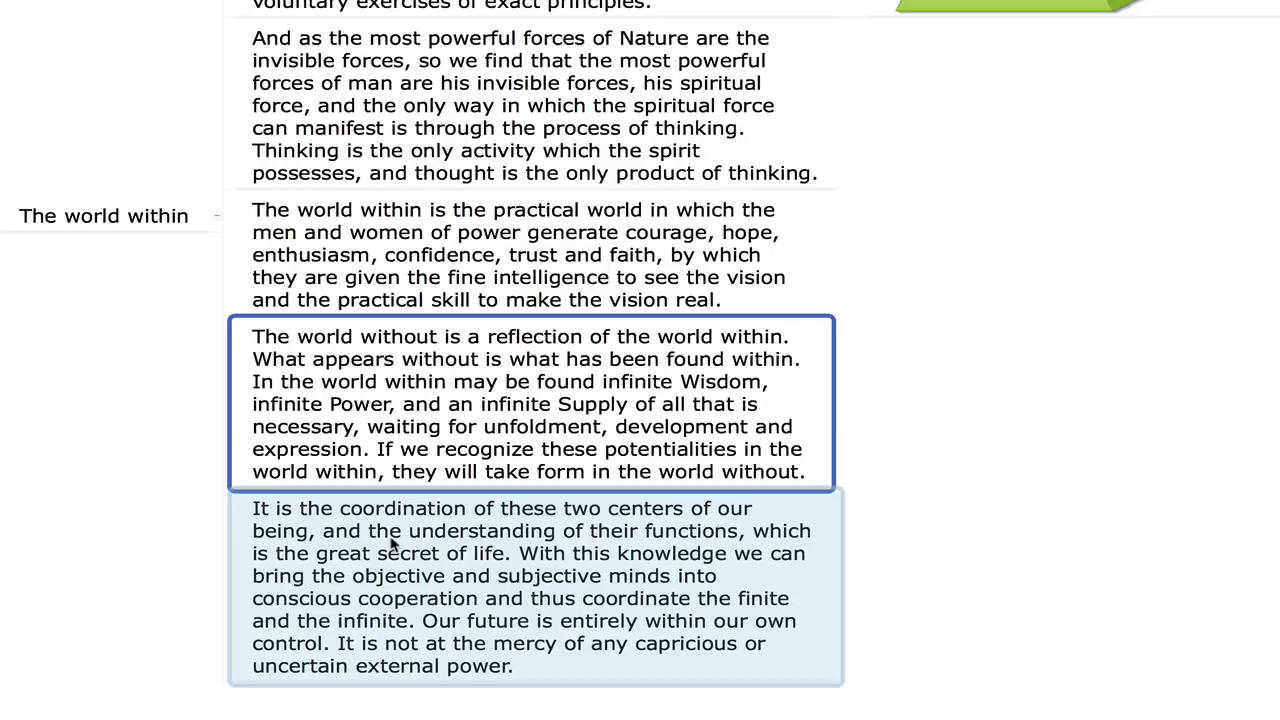 voluntary exercises of exact principles.
And as the most powerful forces of Nature are the
invisible forces, so we find that the most powerful
forces of man are his invisible forces, his spiritual
force, and the only way in which the spiritual force
can manifest is through the process of thinking.
Thinking is the only activity which the spirit
possesses, and thought is the only product of thinking.
The world within
The world within is the practical world in which the
men and women of power generate courage, hope,
enthusiasm, confidence, trust and faith, by which
they are given the fine intelligence to see the vision
and the practical skill to make the vision real.
The world without is a reflection of the world within.
What appears without is what has been found within.
In the world within may be found infinite Wisdom,
infinite Power, and an infinite Supply of all that is
necessary, waiting for unfoldment, development and
expression. If we recognize these potentialities in the
world within, they will take form in the world without.
It is the coordination of these two centers of our
being, and the understanding of their functions, which
is the great secret of life. With this knowledge we can
bring the objective and subjective minds into
conscious cooperation and thus coordinate the finite
and the infinite. Our future is entirely within our own
control. It is not at the mercy of any capricious or
uncertain external power.